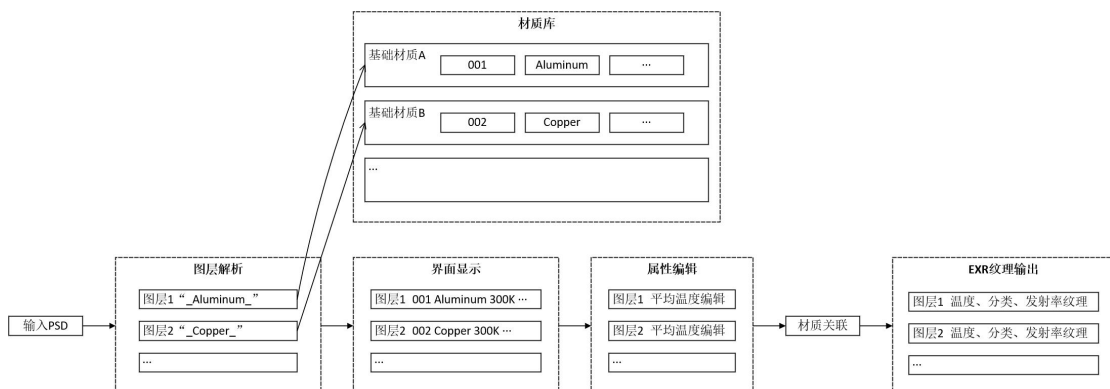 材质库
基础材质A
001
Aluminum
...
基础材质B
002
Copper
...
...
图层解析
界面显示
属性编辑
EXR纹理输出
图层1“_Aluminum_”
图层1 001 Aluminum 300K ...
图层1 平均温度编辑
图层1 温度、分类、发射率纹理
输入PSD
图层2“_Copper_”
图层2 002 Copper 300K ...
图层2 平均温度编辑
材质关联
图层2 温度、分类、发射率纹理
...
...
...
...